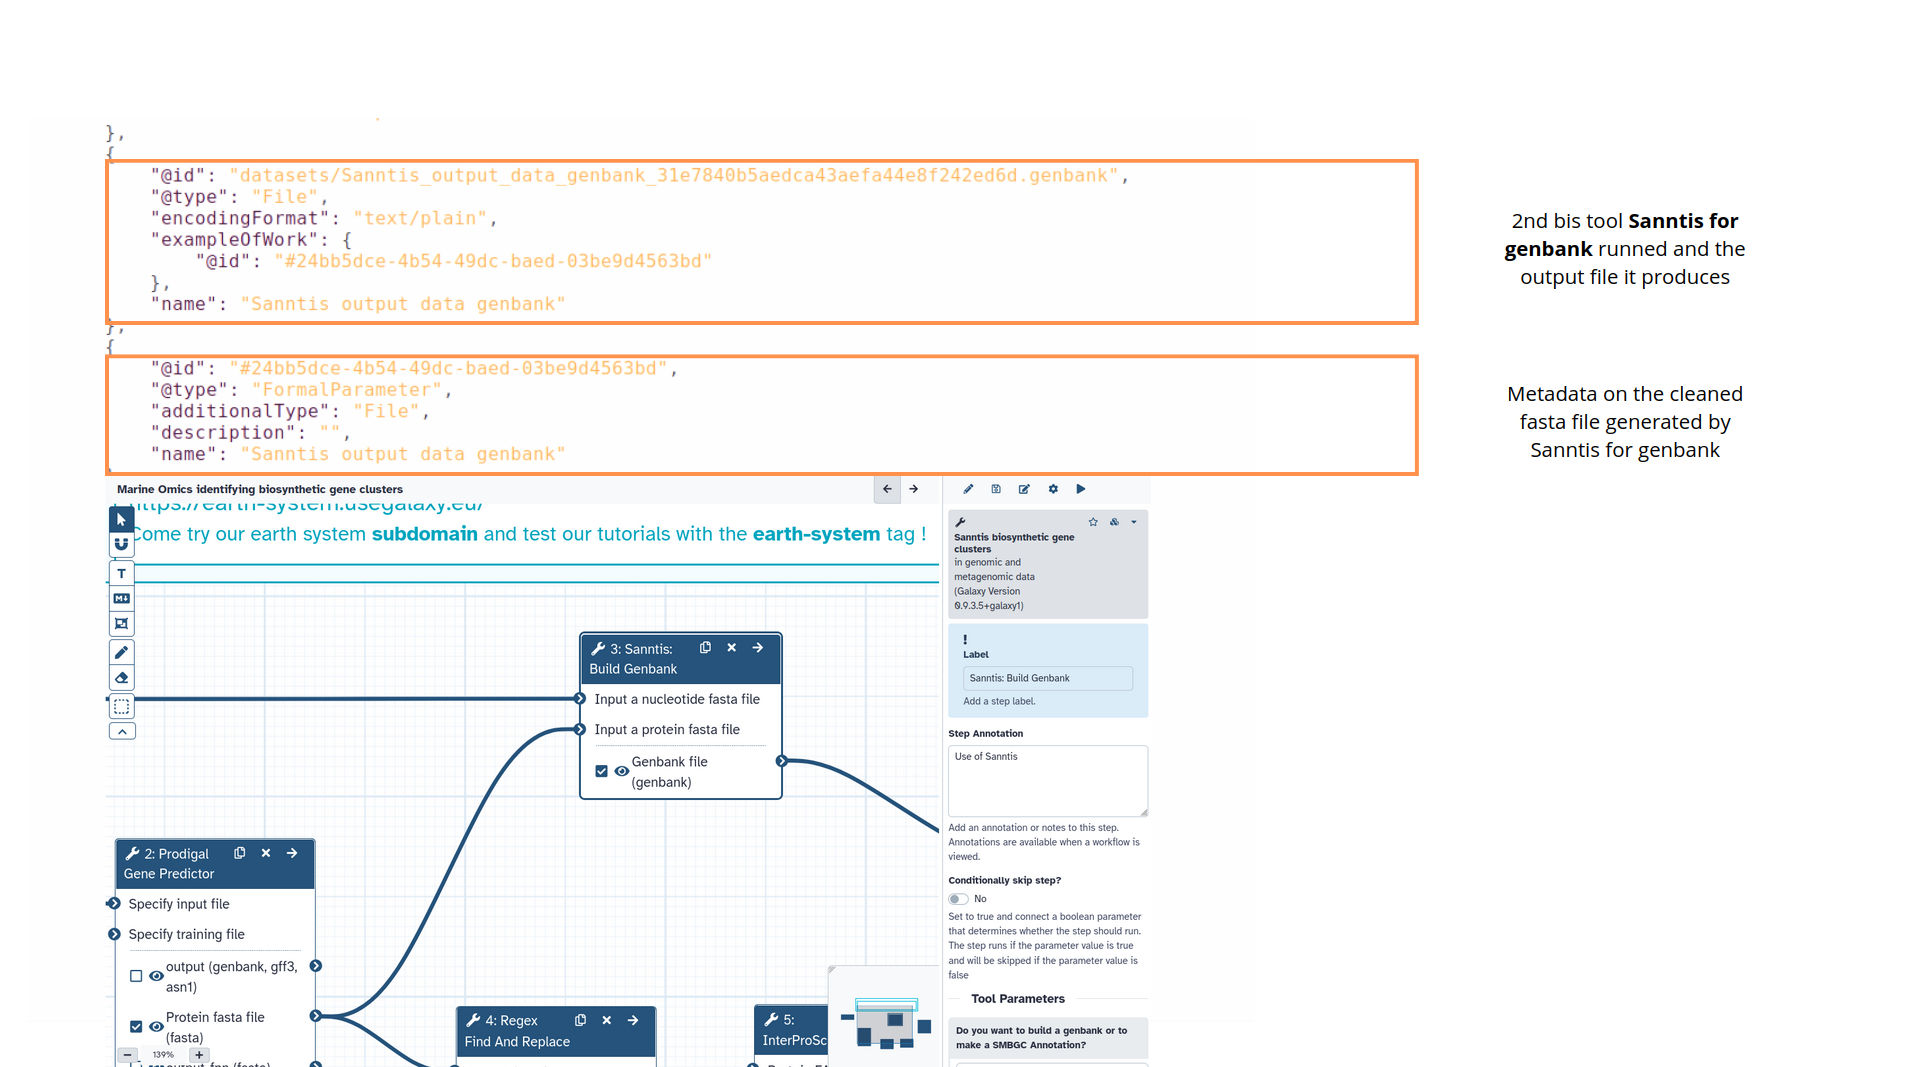 },
{
"@id": "datasets/Sanntis_output_data_genbank_31e7840b5aedca43aefa44e8f242ed6d.genbank",
"@type": "File",
"encodingFormat": "text/plain",
"exampleOfWork": {
"@id": "#24bb5dce-4b54-49dc-baed-03be9d4563bd"
},
"name": "Sanntis output data genbank"
},
{
"@id": "#24bb5dce-4b54-49dc-baed-03be9d4563bd",
"@type": "FormalParameter",
"additionalType": "File",
"description": "",
"name": "Sanntis output data genbank"
2nd bis tool Sanntis for
genbank runned and the
output file it produces
Metadata on the cleaned
fasta file generated by
Sanntis for genbank
Marine Omics identifying biosynthetic gene clusters
https://earth-system.usegalaxy.eu/
Come try our earth system subdomain and test our tutorials with the earth-system tag !
T
M
3: Sanntis:
Build Genbank
Input a nucleotide fasta file
Input a protein fasta file
Genbank file
(genbank)
2: Prodigal
Gene Predictor
Specify input file
Specify training file
output (genbank, gff3,
asn1)
Protein fasta file
(fasta)
139%
4: Regex
Find And Replace
5:
InterProSc
Sanntis biosynthetic gene
clusters
in genomic and
metagenomic data
(Galaxy Version
0.9.3.5+galaxy1)
!
Label
Sanntis: Build Genbank
Add a step label.
Step Annotation
Use of Sanntis
Add an annotation or notes to this step.
Annotations are available when a workflow is
viewed.
Conditionally skip step?
No
Set to true and connect a boolean parameter
that determines whether the step should run.
The step runs if the parameter value is true
and will be skipped if the parameter value is
false
Tool Parameters
Do you want to build a genbank or to
make a SMBGC Annotation?